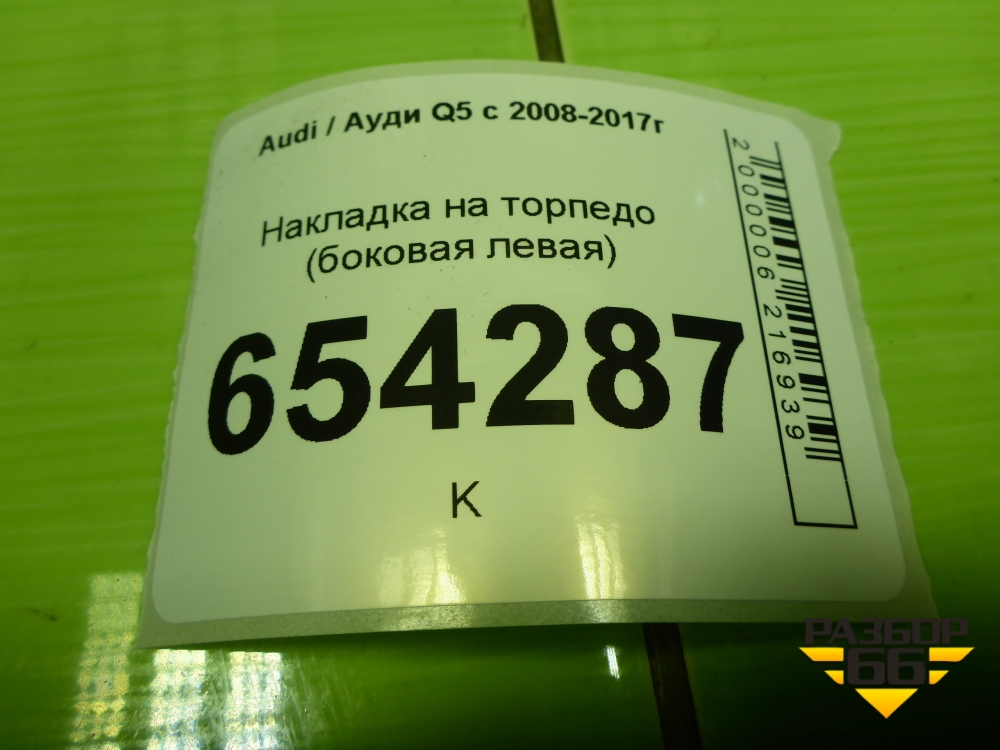 Audi / Ауди Q5 с 2008-2017г
Накладка на торпедо
(боковая левая)
654287
К
2000006216939
РАЗБОР
66